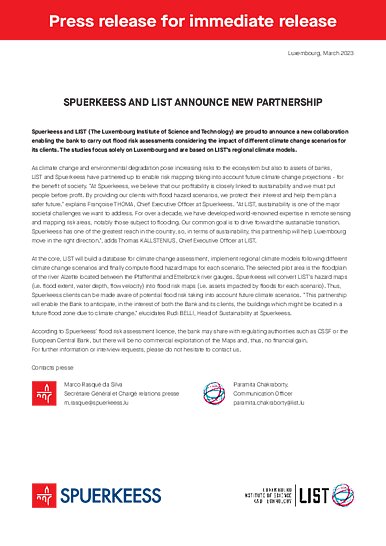 Press release for immediate release
Luxembourg, March 2023
SPUERKEESS AND LIST ANNOUNCE NEW PARTNERSHIP
Spuerkeess and LIST (The Luxembourg Institute of Science and Technology) are proud to announce a new collaboration
enabling the bank to carry out flood risk assessments considering the impact of different climate change scenarios for
its clients. The studies focus solely on Luxembourg and are based on LIST's regional climate models.
As climate change and environmental degradation pose increasing risks to the ecosystem but also to assets of banks,
LIST and Spuerkeess have partnered up to enable risk mapping taking into account future climate change projections - for
the benefit of society. "At Spuerkeess, we believe that our profitability is closely linked to sustainability and we must put
people before profit. By providing our clients with flood hazard scenarios, we protect their interest and help them plan a
safer future," explains Françoise THOMA, Chief Executive Officer at Spuerkeess. "At LIST, sustainability is one of the major
societal challenges we want to address. For over a decade, we have developed world-renowned expertise in remote sensing
and mapping risk areas, notably those subject to flooding. Our common goal is to drive forward the sustainable transition.
Spuerkeess has one of the greatest reach in the country, so, in terms of sustainability, this partnership will help Luxembourg
move in the right direction," adds Thomas KALLSTENIUS, Chief Executive Officer at LIST.
At the core, LIST will build a database for climate change assessment, implement regional climate models following different
climate change scenarios and finally compute flood hazard maps for each scenario. The selected pilot area is the floodplain
of the river Alzette located between the Pfaffenthal and Ettelbruck river gauges. Spuerkeess will convert LIST's hazard maps
(i.e. flood extent, water depth, flow velocity) into flood risk maps (i.e. assets impacted by floods for each scenario). Thus,
Spuerkeess clients can be made aware of potential flood risk taking into account future climate scenarios. "This partnership
will enable the Bank to anticipate, in the interest of both the Bank and its clients, the buildings which might be located in a
future flood zone due to climate change," elucidates Rudi BELLI, Head of Sustainability at Spuerkeess.
According to Spuerkeess' flood risk assessment licence, the bank may share with regulating authorities such as CSSF or the
European Central Bank, but there will be no commercial exploitation of the Maps and, thus, no financial gain.
For further information or interview requests, please do not hesitate to contact us.
Contacts presse
Marco Rasqué da Silva
Secrétaire Général et Chargé relations presse
m.rasque@spuerkeess.lu
Paramita Chakraborty,
Communication Officer
paramita.chakraborty@list.lu
SPUERKEESS
LUXEMBOURG
INSTITUTE OF SCIENCE
AND TECHNOLOGY
LIST